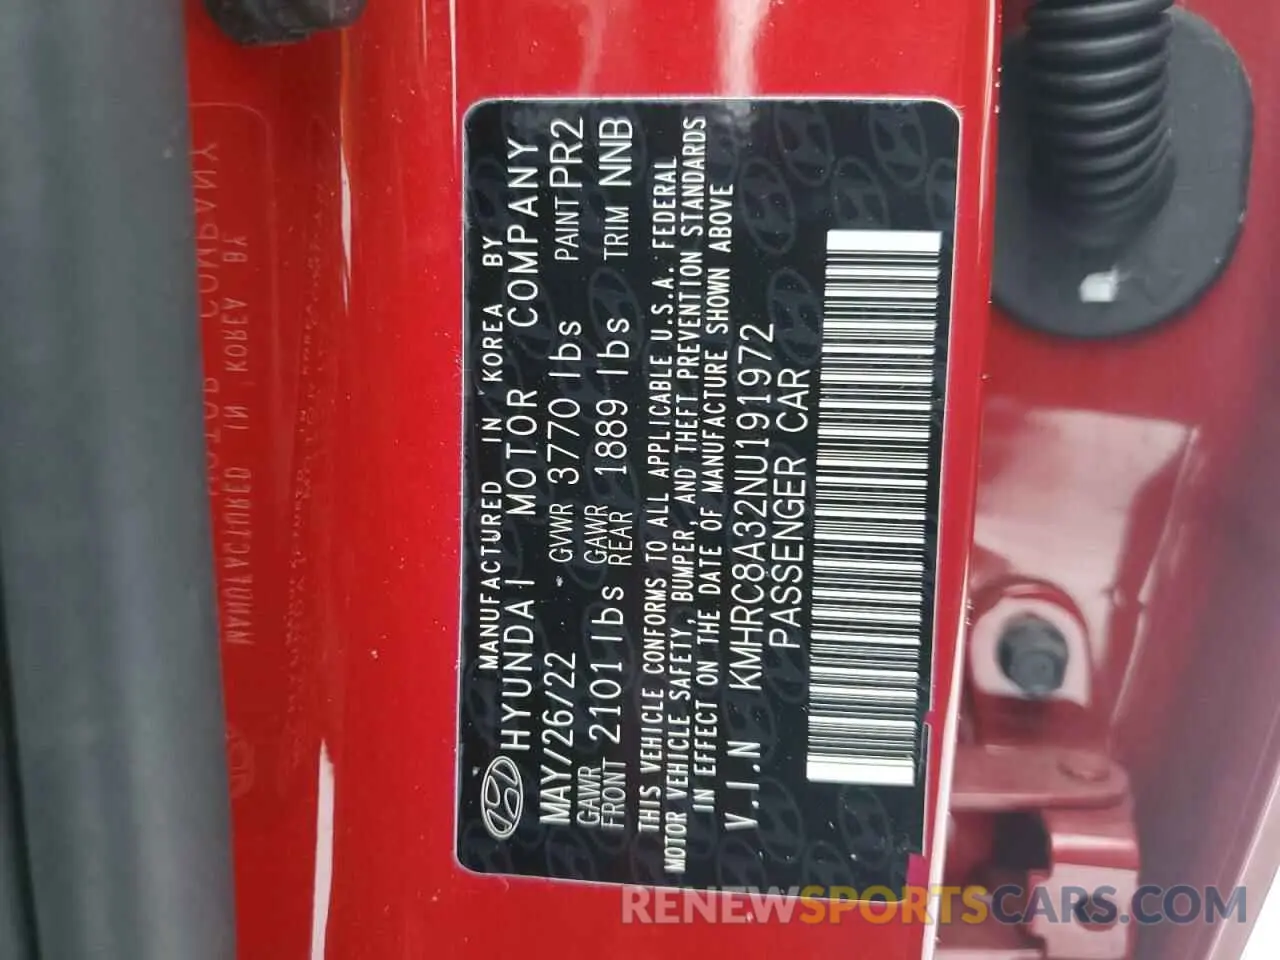 MANUFACTURED IN KOREA BY
HYUNDAI MOTOR COMPANY
MAY/26/22 GVWR 3770 lbs PAINT PR2
GAWR FRONT 2101 lbs GAWR REAR 1889 lbs TRIM NNB
THIS VEHICLE CONFORMS TO ALL APPLICABLE U.S.A. FEDERAL
MOTOR VEHICLE SAFETY, BUMPER, AND THEFT PREVENTION STANDARDS
IN EFFECT ON THE DATE OF MANUFACTURE SHOWN ABOVE
V.I.N KMHRC8A32NU191972
PASSENGER CAR
RENEWSPORTSCARS.COM